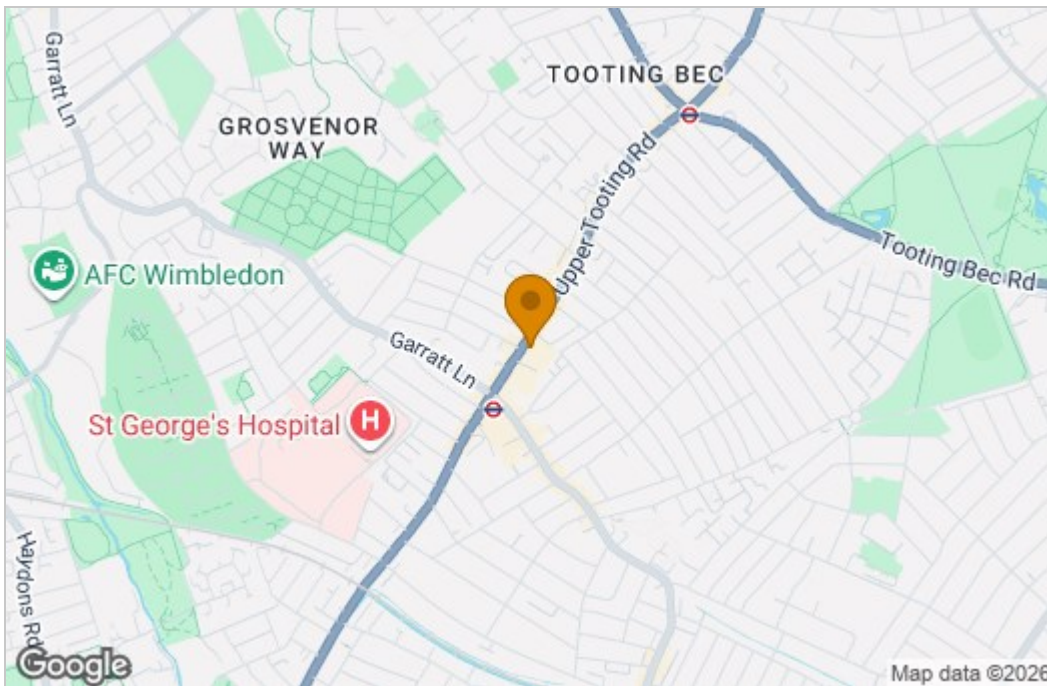 Garratt Ln
TOOTING BEC
GROSVENOR
WAY
Upper Tooting Rd
Tooting Bec Rd
AFC Wimbledon
Garratt Ln
St George's Hospital
H
Haydons Rd
Google
Map data ©2026